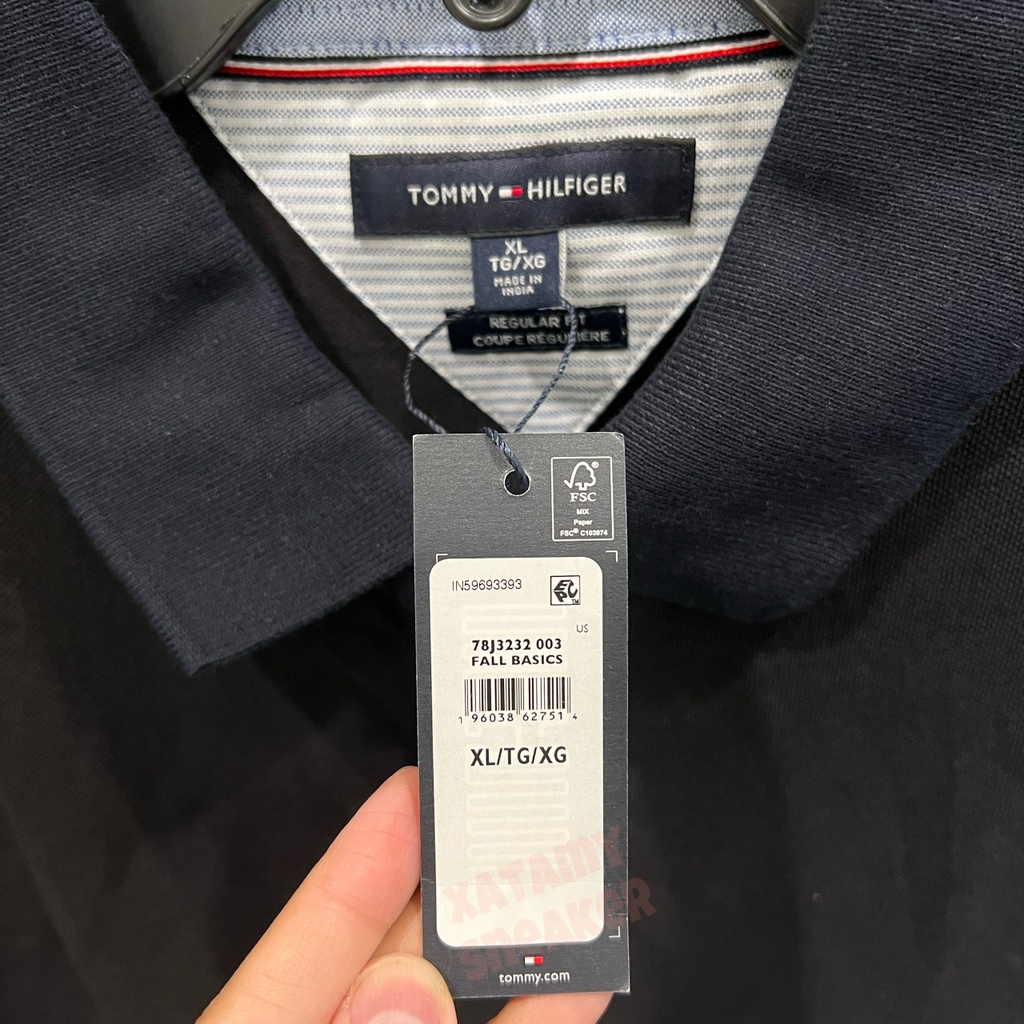 TOMMY HILFIGER
XL
TG/XG
MADE IN
INDIA
REGULAR FIT
COUPE RÉGULIÈRE
FSC
MIX
Paper
FSC® C103974
IN59693393
EPC™
US
78J3232 003
FALL BASICS
1 96038 62751 4
XL/TG/XG
XATAMY
SNEAKER
tommy.com